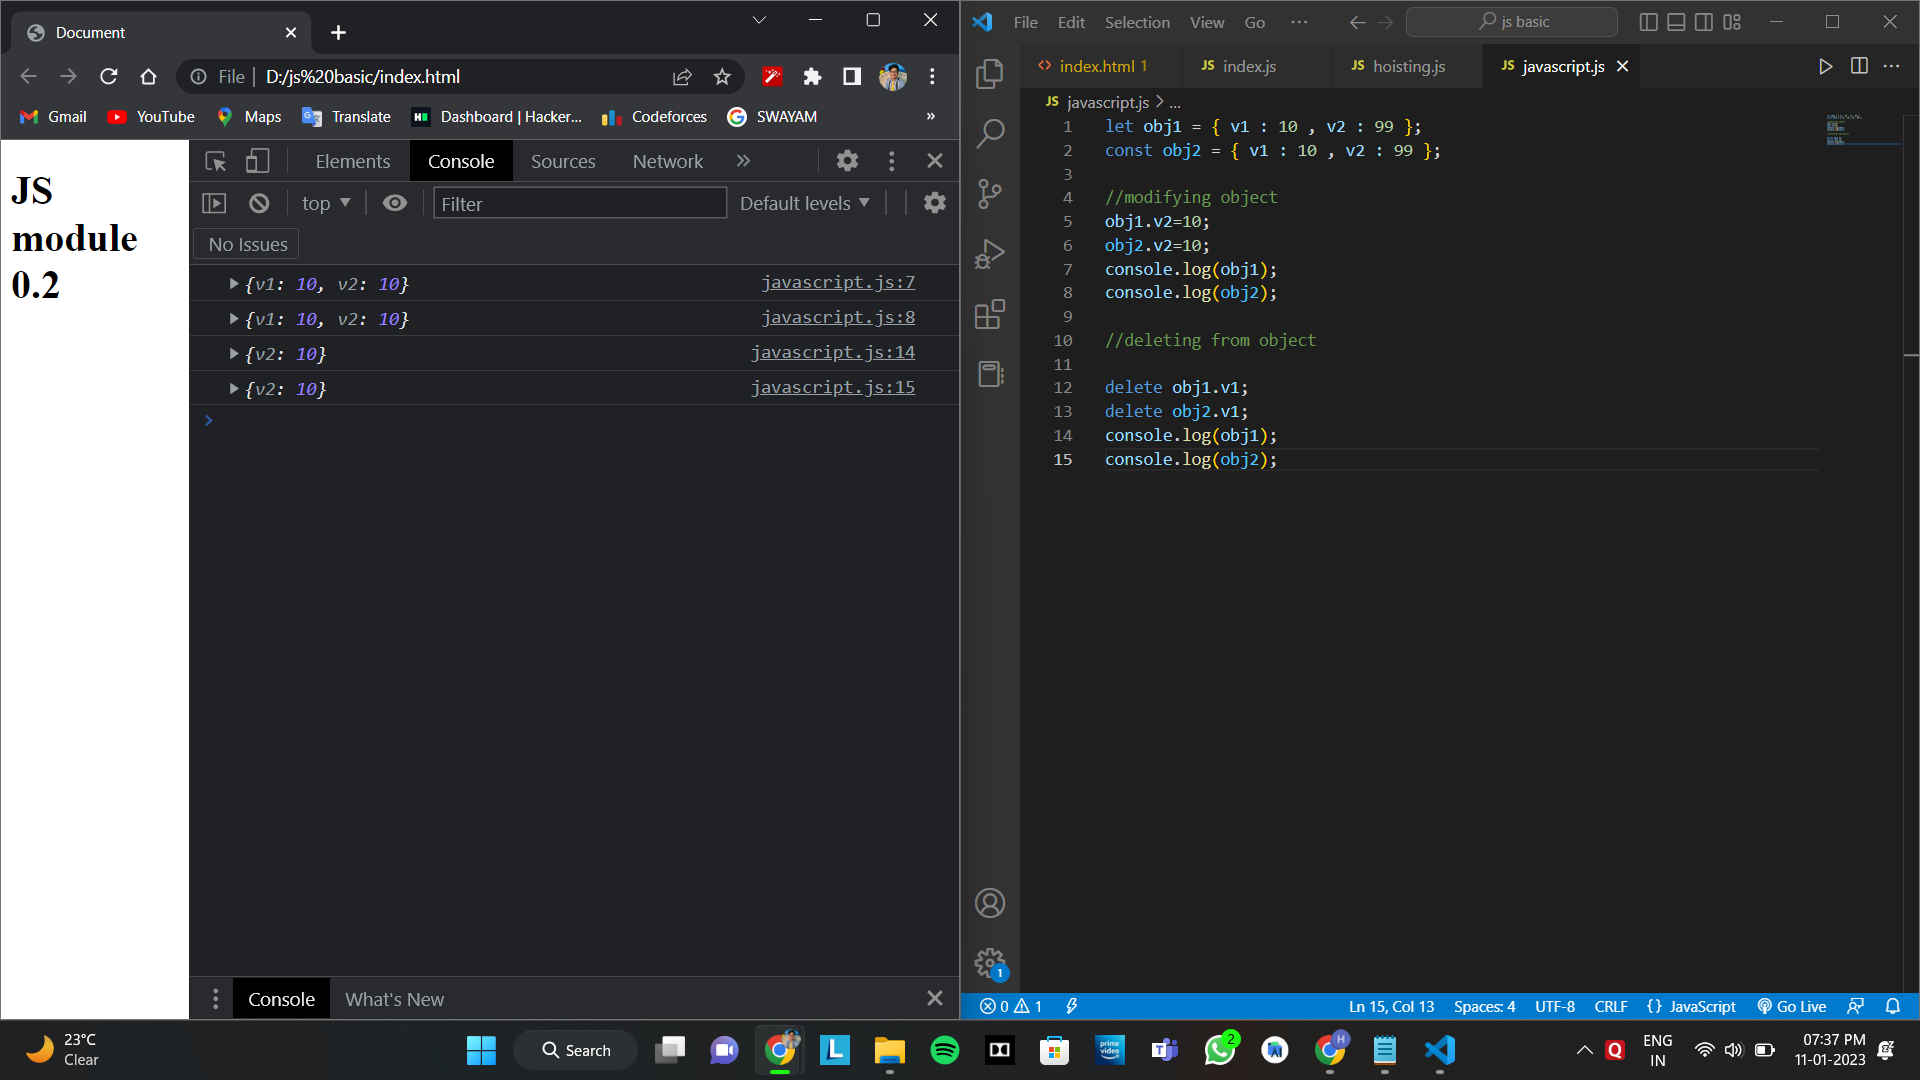 Document
File D:/js%20basic/index.html
Gmail YouTube Maps Translate Dashboard | Hacker... Codeforces SWAYAM »
JS
module
0.2
Elements Console Sources Network »
top Filter Default levels
No Issues
{v1: 10, v2: 10} javascript.js:7
{v1: 10, v2: 10} javascript.js:8
{v2: 10} javascript.js:14
{v2: 10} javascript.js:15
Console What's New
File Edit Selection View Go ··· js basic
index.html 1 JS index.js JS hoisting.js JS javascript.js
JS javascript.js > ...
1 let obj1 = { v1 : 10 , v2 : 99 };
2 const obj2 = { v1 : 10 , v2 : 99 };
3
4 //modifying object
5 obj1.v2=10;
6 obj2.v2=10;
7 console.log(obj1);
8 console.log(obj2);
9
10 //deleting from object
11
12 delete obj1.v1;
13 delete obj2.v1;
14 console.log(obj1);
15 console.log(obj2);
1
0 1 Ln 15, Col 13 Spaces: 4 UTF-8 CRLF {} JavaScript Go Live
23°C
Clear
Search
L
prime video
2
H
Q
ENG
IN
07:37 PM
11-01-2023